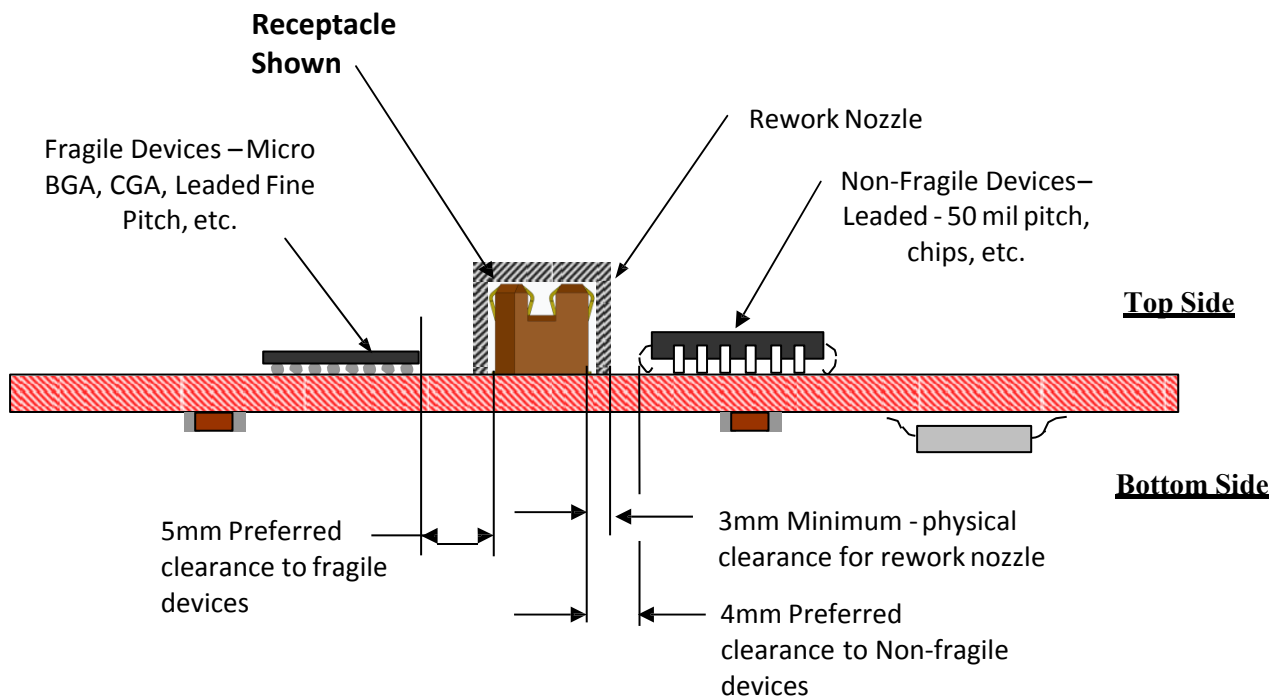 Receptacle
Shown
Rework Nozzle
Fragile Devices – Micro
BGA, CGA, Leaded Fine
Pitch, etc.
Non-Fragile Devices–
Leaded - 50 mil pitch,
chips, etc.
Top Side
Bottom Side
5mm Preferred
clearance to fragile
devices
3mm Minimum - physical
clearance for rework nozzle
4mm Preferred
clearance to Non-fragile
devices